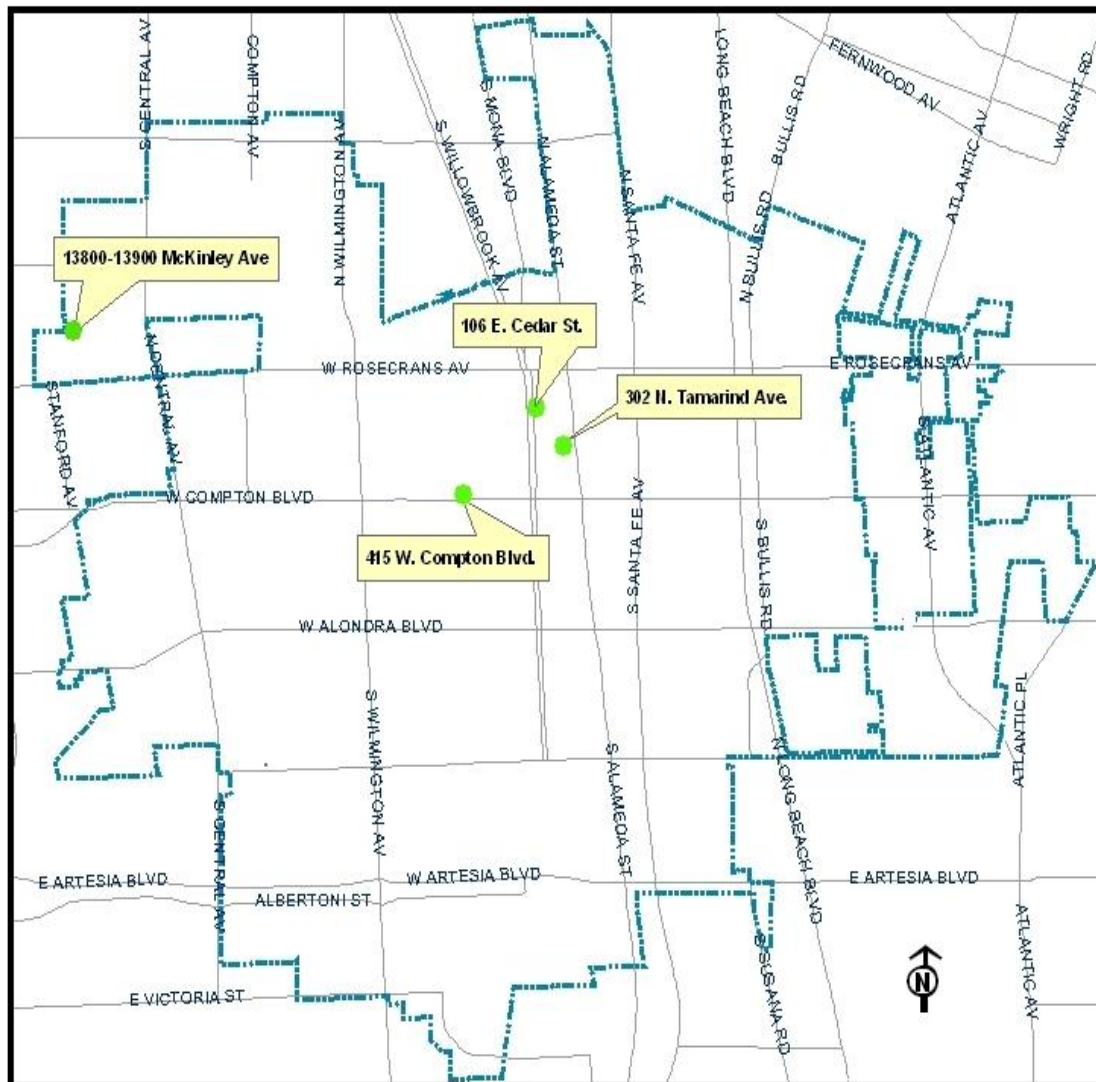 S CENTRAL AV
COMPTON AV
N WILMINGTON AV
S WILLOWBROOK AV
S MONA BLVD
N ALAMEDA ST
N SANTA FE AV
LONG BEACH BLVD
BULLIS RD
N BULLIS RD
FERNWOOD AV
WRIGHT RD
ATLANTIC AV
13800-13900 McKinley Ave
106 E. Cedar St.
302 N. Tamarind Ave.
415 W. Compton Blvd.
W ROSECRANS AV
E ROSECRANS AV
STANFORD AV
N CENTRAL AV
W COMPTON BLVD
S ATLANTIC AV
S SANTA FE AV
S BULLIS RD
W ALONDRA BLVD
S WILMINGTON AV
S ALAMEDA ST
N LONG BEACH BLVD
ATLANTIC PL
S CENTRAL AV
E ARTESIA BLVD
W ARTESIA BLVD
E ARTESIA BLVD
ALBERTONI ST
S SUSANA RD
ATLANTIC AV
E VICTORIA ST
N